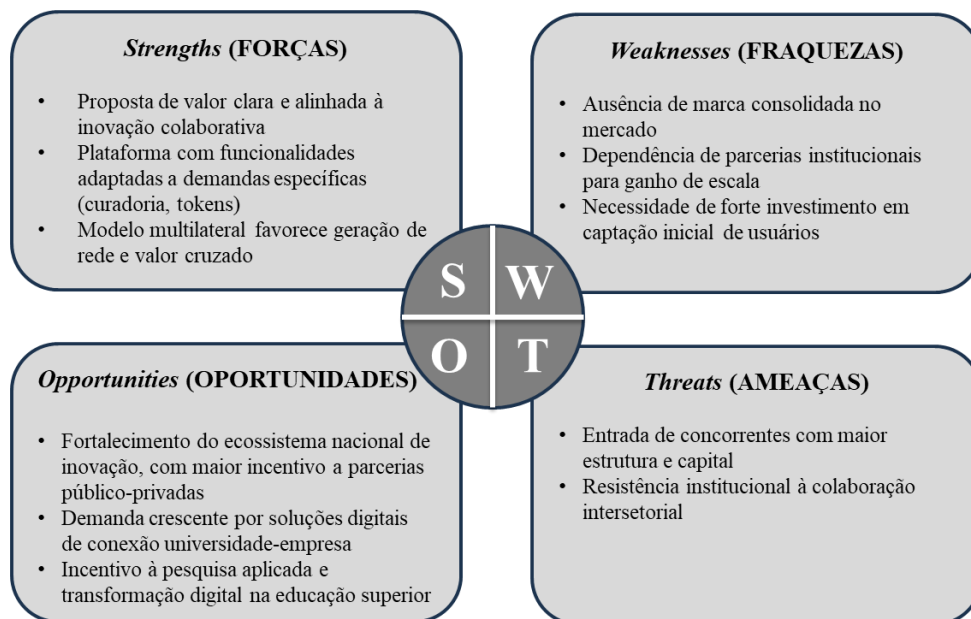 Strengths (FORÇAS)
• Proposta de valor clara e alinhada à
inovação colaborativa
• Plataforma com funcionalidades
adaptadas a demandas específicas
(curadoria, tokens)
• Modelo multilateral favorece geração de
rede e valor cruzado
Weaknesses (FRAQUEZAS)
• Ausência de marca consolidada no
mercado
• Dependência de parcerias institucionais
para ganho de escala
• Necessidade de forte investimento em
captação inicial de usuários
S W
O T
Opportunities (OPORTUNIDADES)
• Fortalecimento do ecossistema nacional de
inovação, com maior incentivo a parcerias
público-privadas
• Demanda crescente por soluções digitais
de conexão universidade-empresa
• Incentivo à pesquisa aplicada e
transformação digital na educação superior
Threats (AMEAÇAS)
• Entrada de concorrentes com maior
estrutura e capital
• Resistência institucional à colaboração
intersetorial